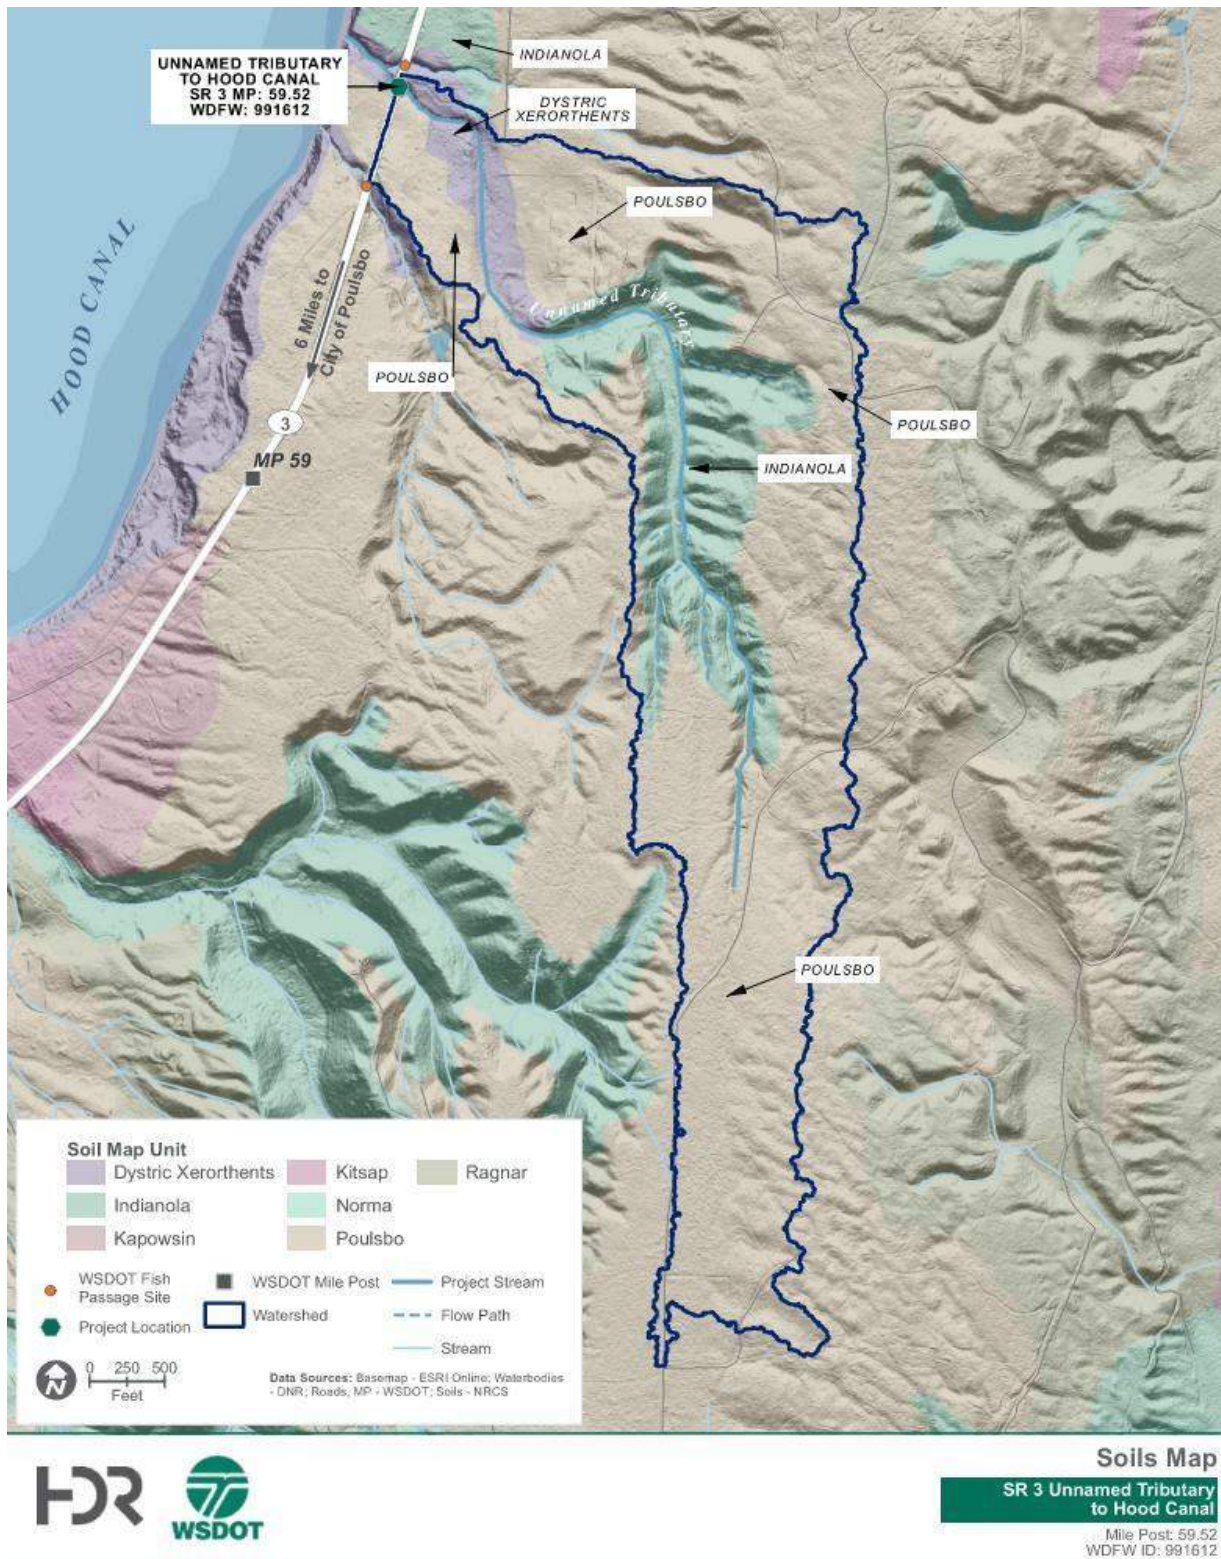 INDIANOLA
UNNAMED TRIBUTARY
TO HOOD CANAL
SR 3 MP: 59.52
WDFW: 991612
DYSTRIC
XERORTHENTS
POULSBO
HOOD CANAL
6 Miles to
City of Poulsbo
Unnamed Tributary
POULSBO
POULSBO
3
MP 59
INDIANOLA
POULSBO
Soil Map Unit
Dystric Xerorthents
Kitsap
Ragnar
Indianola
Norma
Kapowsin
Poulsbo
WSDOT Fish
Passage Site
WSDOT Mile Post
Project Stream
Project Location
Watershed
Flow Path
Stream
N
0 250 500
Feet
Data Sources: Basemap - ESRI Online; Waterbodies
- DNR; Roads, MP - WSDOT; Soils - NRCS
HDR
WSDOT
Soils Map
SR 3 Unnamed Tributary
to Hood Canal
Mile Post: 59.52
WDFW ID: 991612